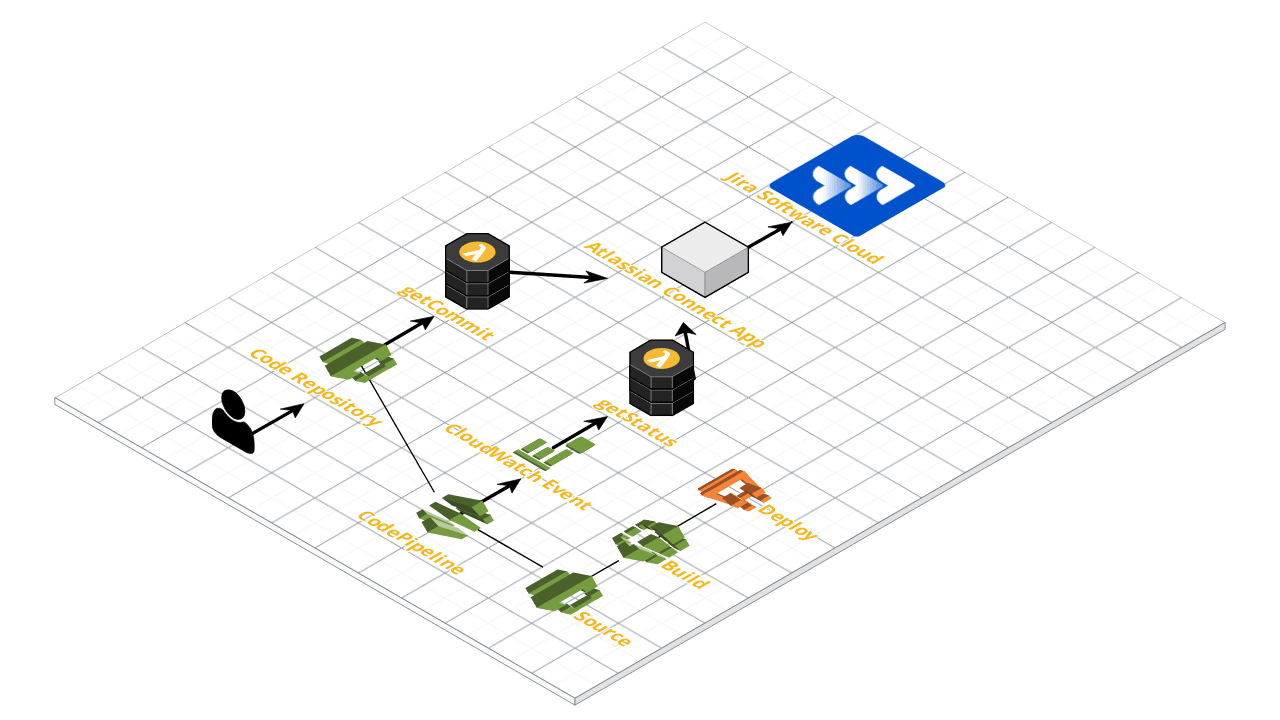 Jira Software Cloud
Atlassian Connect App
getCommit
Code Repository
getStatus
CloudWatch Event
CodePipeline
Deploy
Build
Source